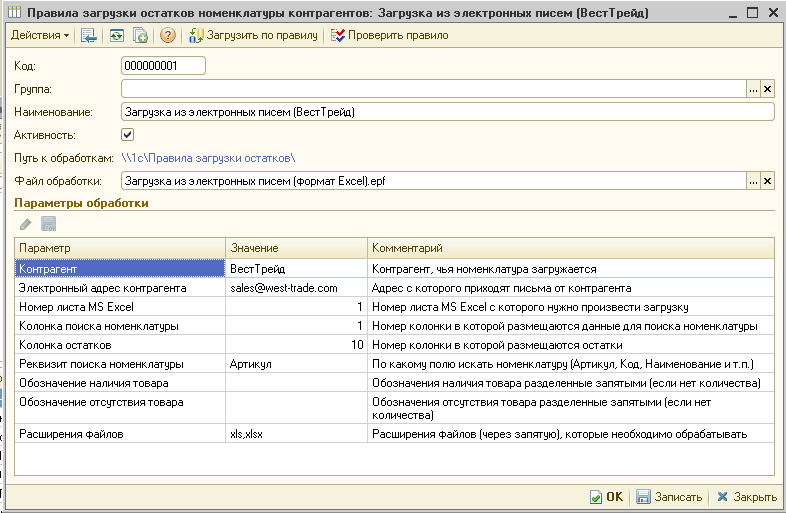 Правила загрузки остатков номенклатуры контрагентов: Загрузка из электронных писем (ВестТрейд)
Действия Загрузить по правилу Проверить правило
Код: 000000001
Группа: ...
Наименование: Загрузка из электронных писем (ВестТрейд)
Активность:
Путь к обработкам: \\1c\Правила загрузки остатков\
Файл обработки: Загрузка из электронных писем (формат Excel).epf ...
Параметры обработки
Параметр Значение Комментарий
Контрагент ВестТрейд Контрагент, чья номенклатура загружается
Электронный адрес контрагента sales@west-trade.com Адрес с которого приходят письма от контрагента
Номер листа MS Excel 1 Номер листа MS Excel с которого нужно произвести загрузку
Колонка поиска номенклатуры 1 Номер колонки в которой размещаются данные для поиска номенклатуры
Колонка остатков 10 Номер колонки в которой размещаются остатки
Реквизит поиска номенклатуры Артикул По какому полю искать номенклатуру (Артикул, Код, Наименование и т.п.)
Обозначение наличия товара Обозначения наличия товара разделенные запятыми (если нет количества)
Обозначение отсутствия товара Обозначения отсутствия товара разделенные запятыми (если нет
количества)
Расширения файлов xls,xlsx Расширения файлов (через запятую), которые необходимо обрабатывать
OK Записать Закрыть